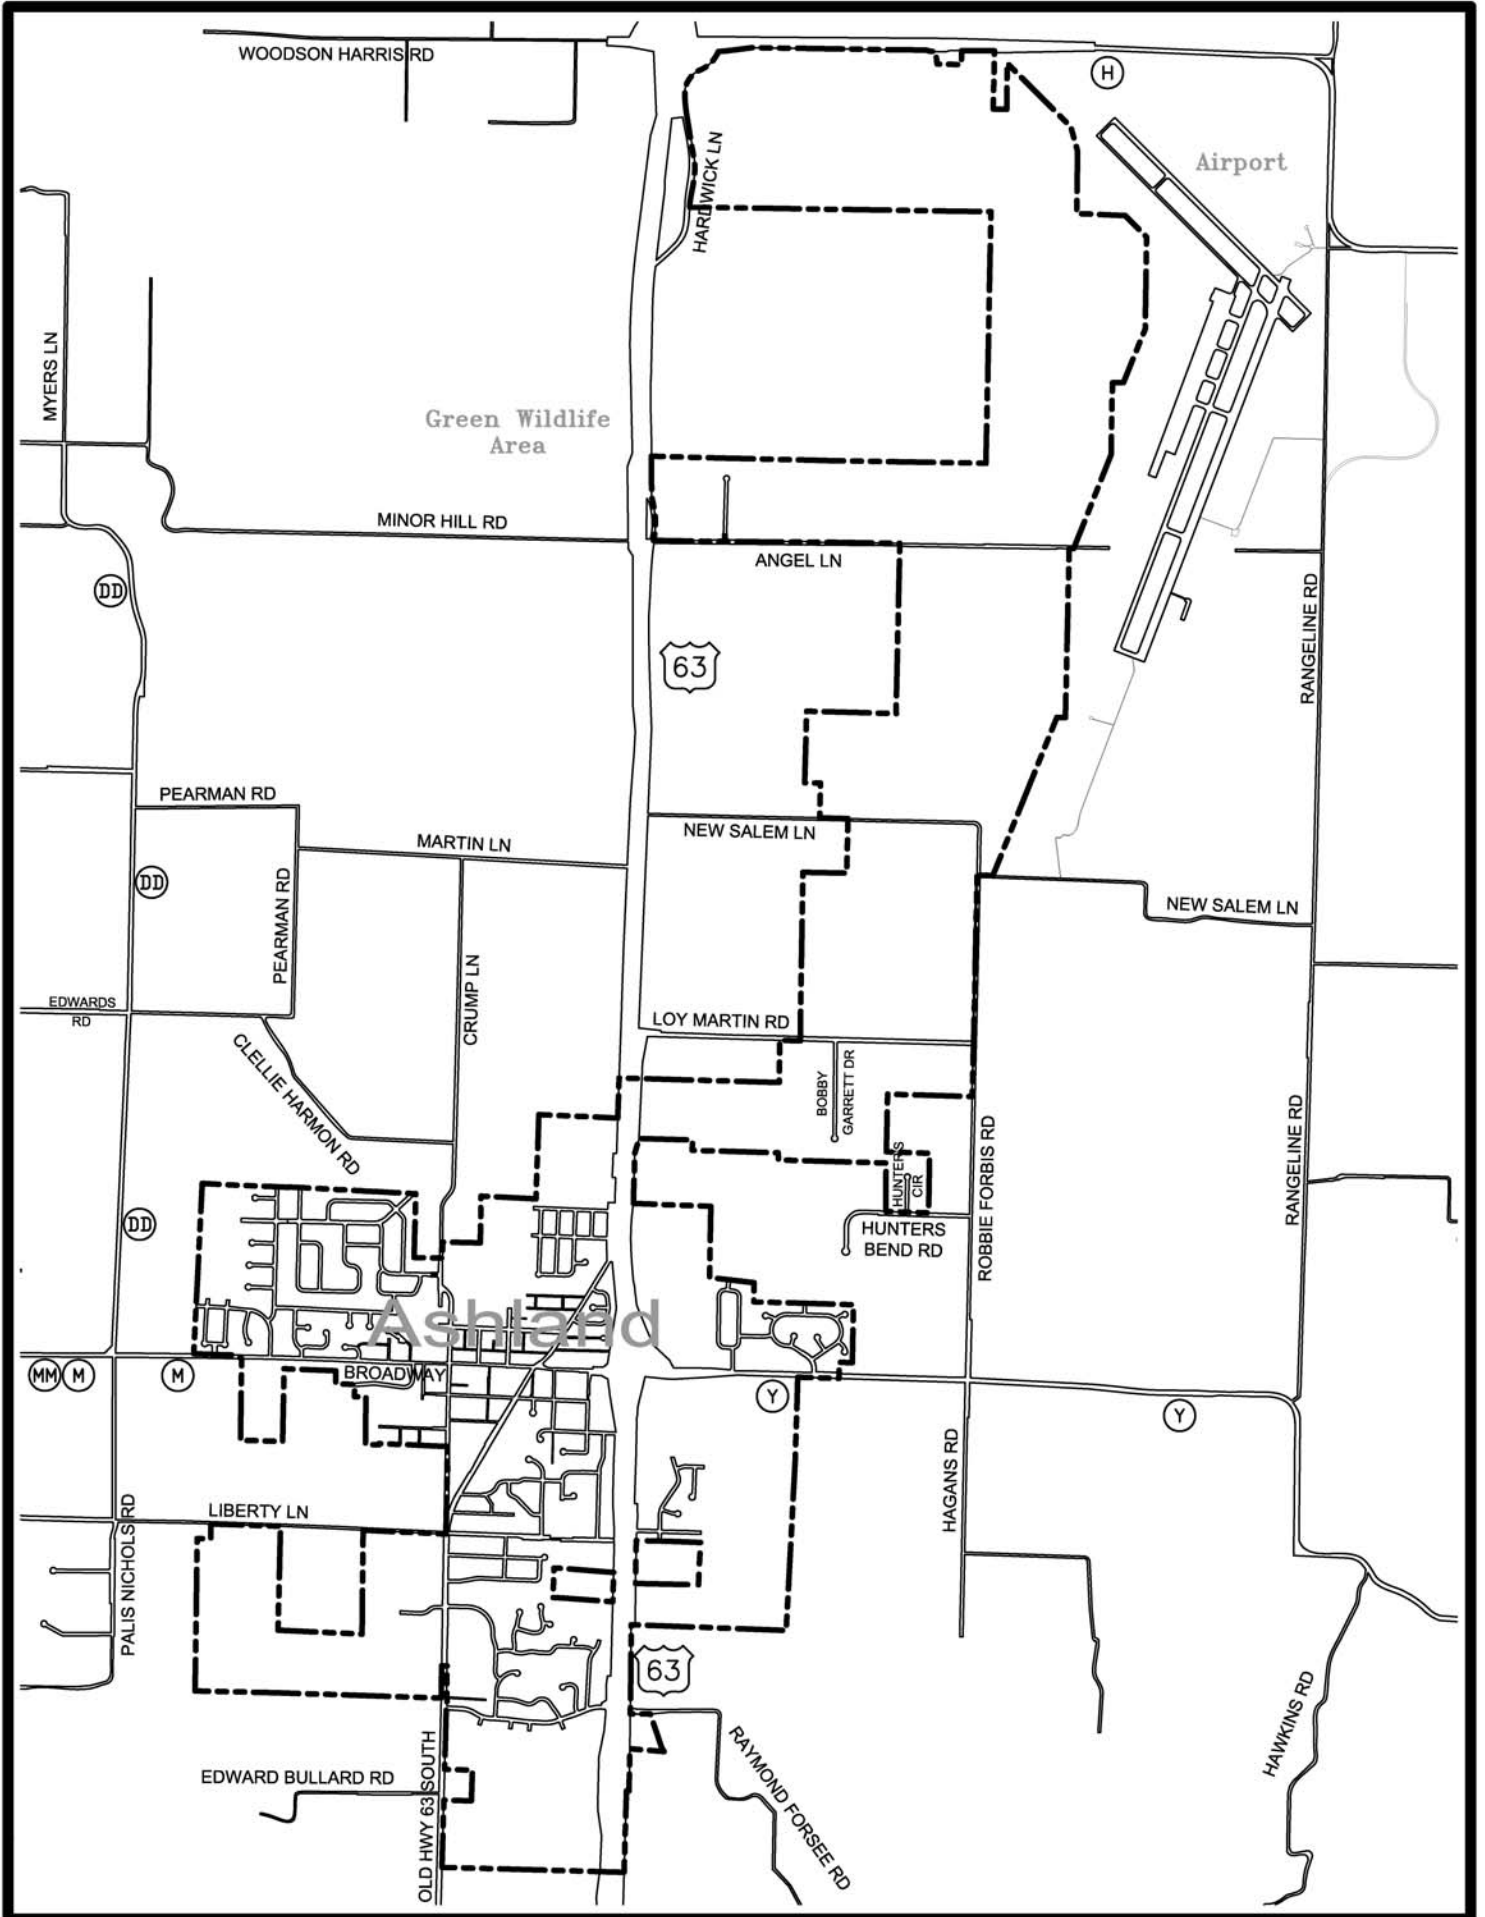 WOODSON HARRIS RD
H
HARDWICK LN
Airport
MYERS LN
Green Wildlife
Area
MINOR HILL RD
ANGEL LN
DD
63
RANGELINE RD
PEARMAN RD
NEW SALEM LN
MARTIN LN
DD
PEARMAN RD
NEW SALEM LN
CRUMP LN
EDWARDS
RD
LOY MARTIN RD
CLELLIE HARMON RD
BOBBY
GARRETT DR
ROBBIE FORBIS RD
RANGELINE RD
HUNTER'S
CIR
DD
HUNTERS
BEND RD
Ashland
MM
M
M
BROADWAY
Y
Y
HAGANS RD
LIBERTY LN
PALIS NICHOLS RD
63
HAWKINS RD
OLD HWY 63 SOUTH
EDWARD BULLARD RD
RAYMOND FORSEE RD